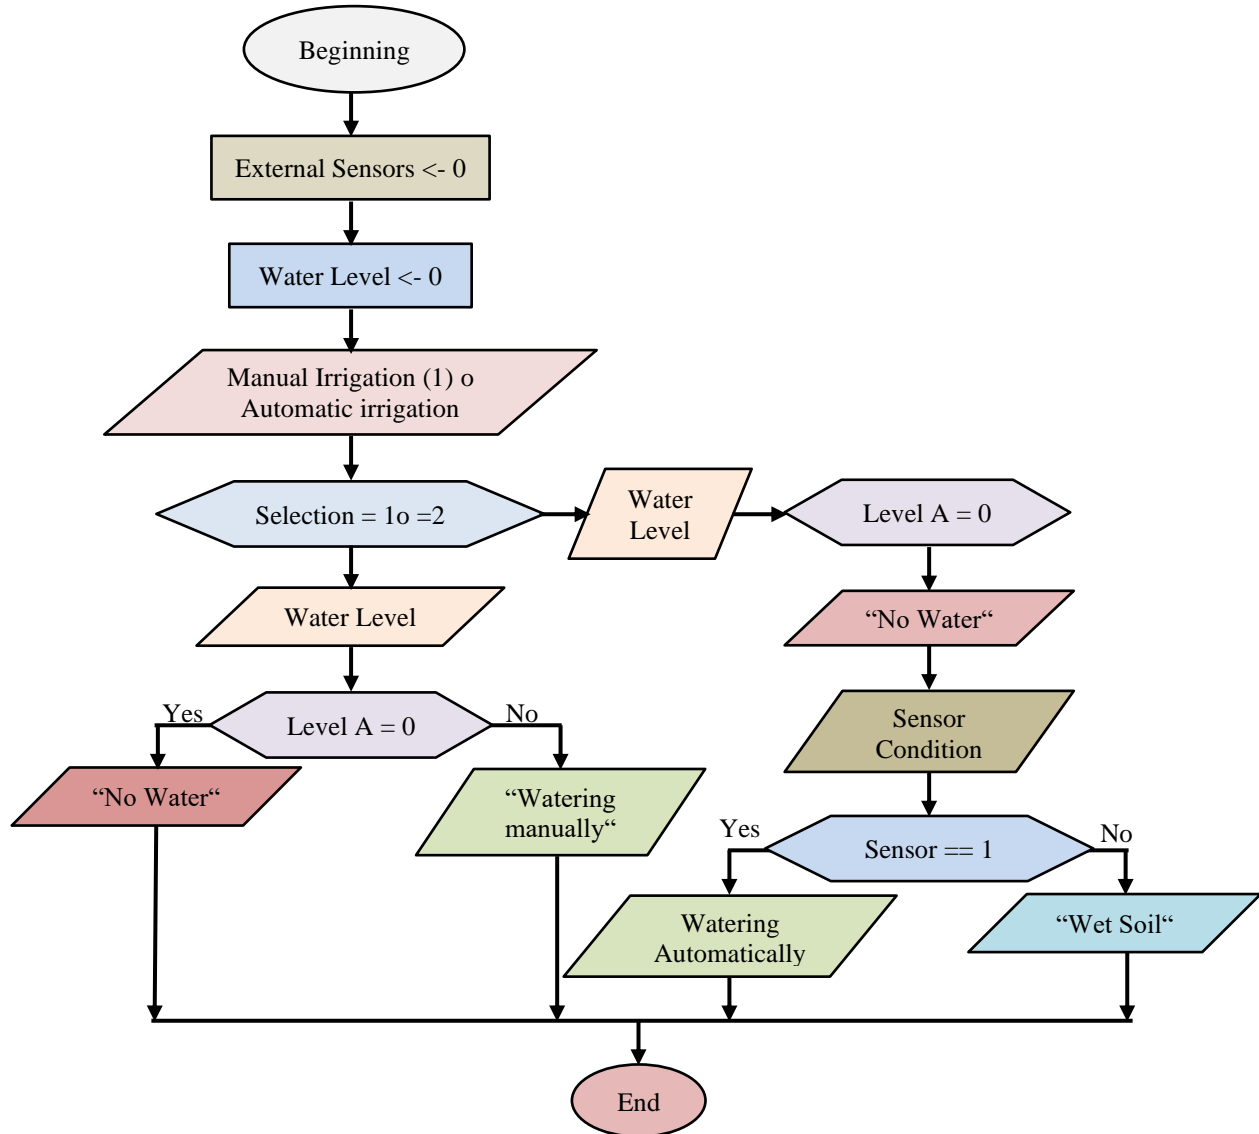 Beginning
External Sensors <- 0
Water Level <- 0
Manual Irrigation (1) o
Automatic irrigation
Selection = 1o =2
Water
Level
Level A = 0
Water Level
“No Water“
Yes
Level A = 0
No
Sensor
Condition
“No Water“
“Watering
manually“
Yes
Sensor == 1
No
Watering
Automatically
“Wet Soil“
End